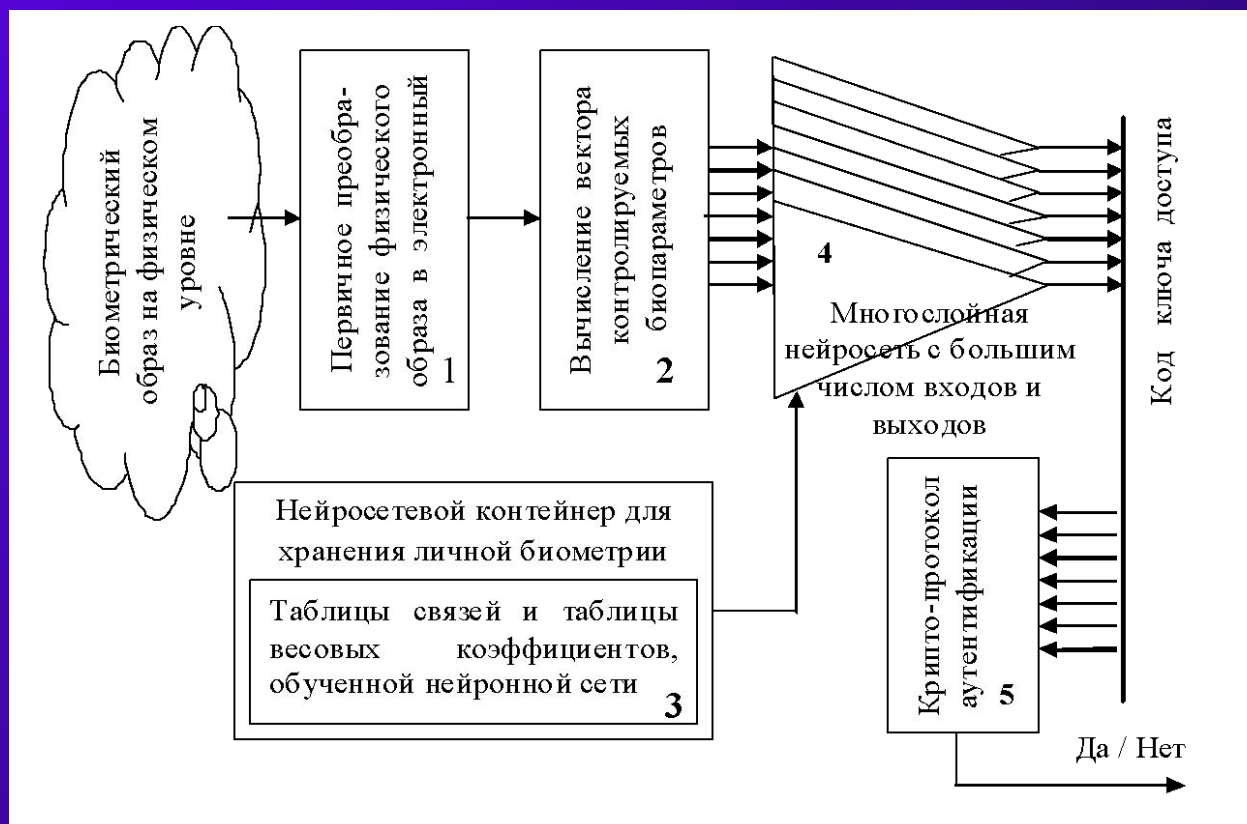 Биометрический
образ на физическом
уровне
Первичное преобра-
зование физического
образа в электронный
1
Вычисление вектора
контролируемых
биопараметров
2
4
Многослойная
нейросеть с большим
числом входов и
выходов
Код ключа доступа
Нейросетевой контейнер для
хранения личной биометрии
Таблицы связей и таблицы
весовых коэффициентов,
обученной нейронной сети
3
Крипто-протокол
аутентификации
5
Да / Нет